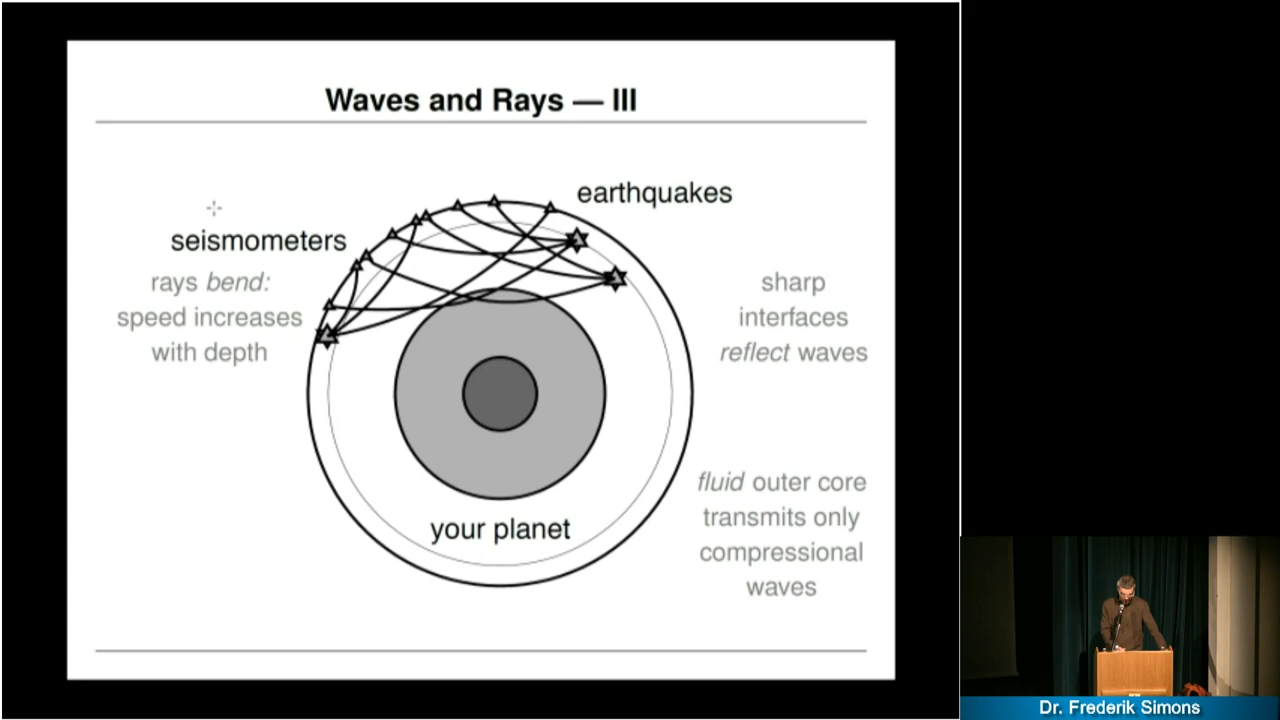 Waves and Rays — III
earthquakes
seismometers
rays bend:
speed increases
with depth
sharp
interfaces
reflect waves
fluid outer core
transmits only
compressional
waves
your planet
Dr. Frederik Simons